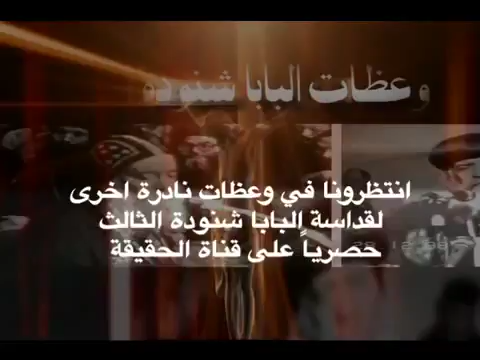 وعظات البابا شنوده
انتظرونا في وعظات نادرة اخرى
لقداسة البابا شنودة الثالث
حصرياً على قناة الحقيقة